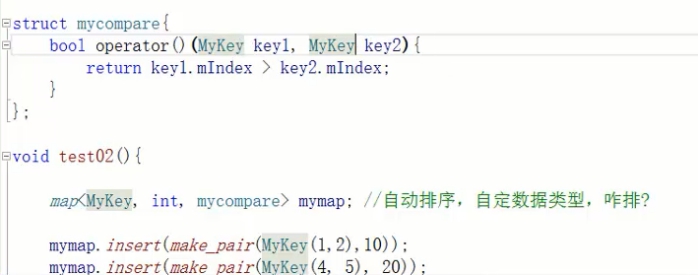 struct mycompare{
bool operator()(MyKey key1, MyKey key2){
return key1.mIndex > key2.mIndex;
}
};
void test02(){
map<MyKey, int, mycompare> mymap; //自动排序，自定数据类型，咋排?
mymap.insert(make_pair(MyKey(1,2),10));
mymap.insert(make_pair(MyKey(4, 5), 20));